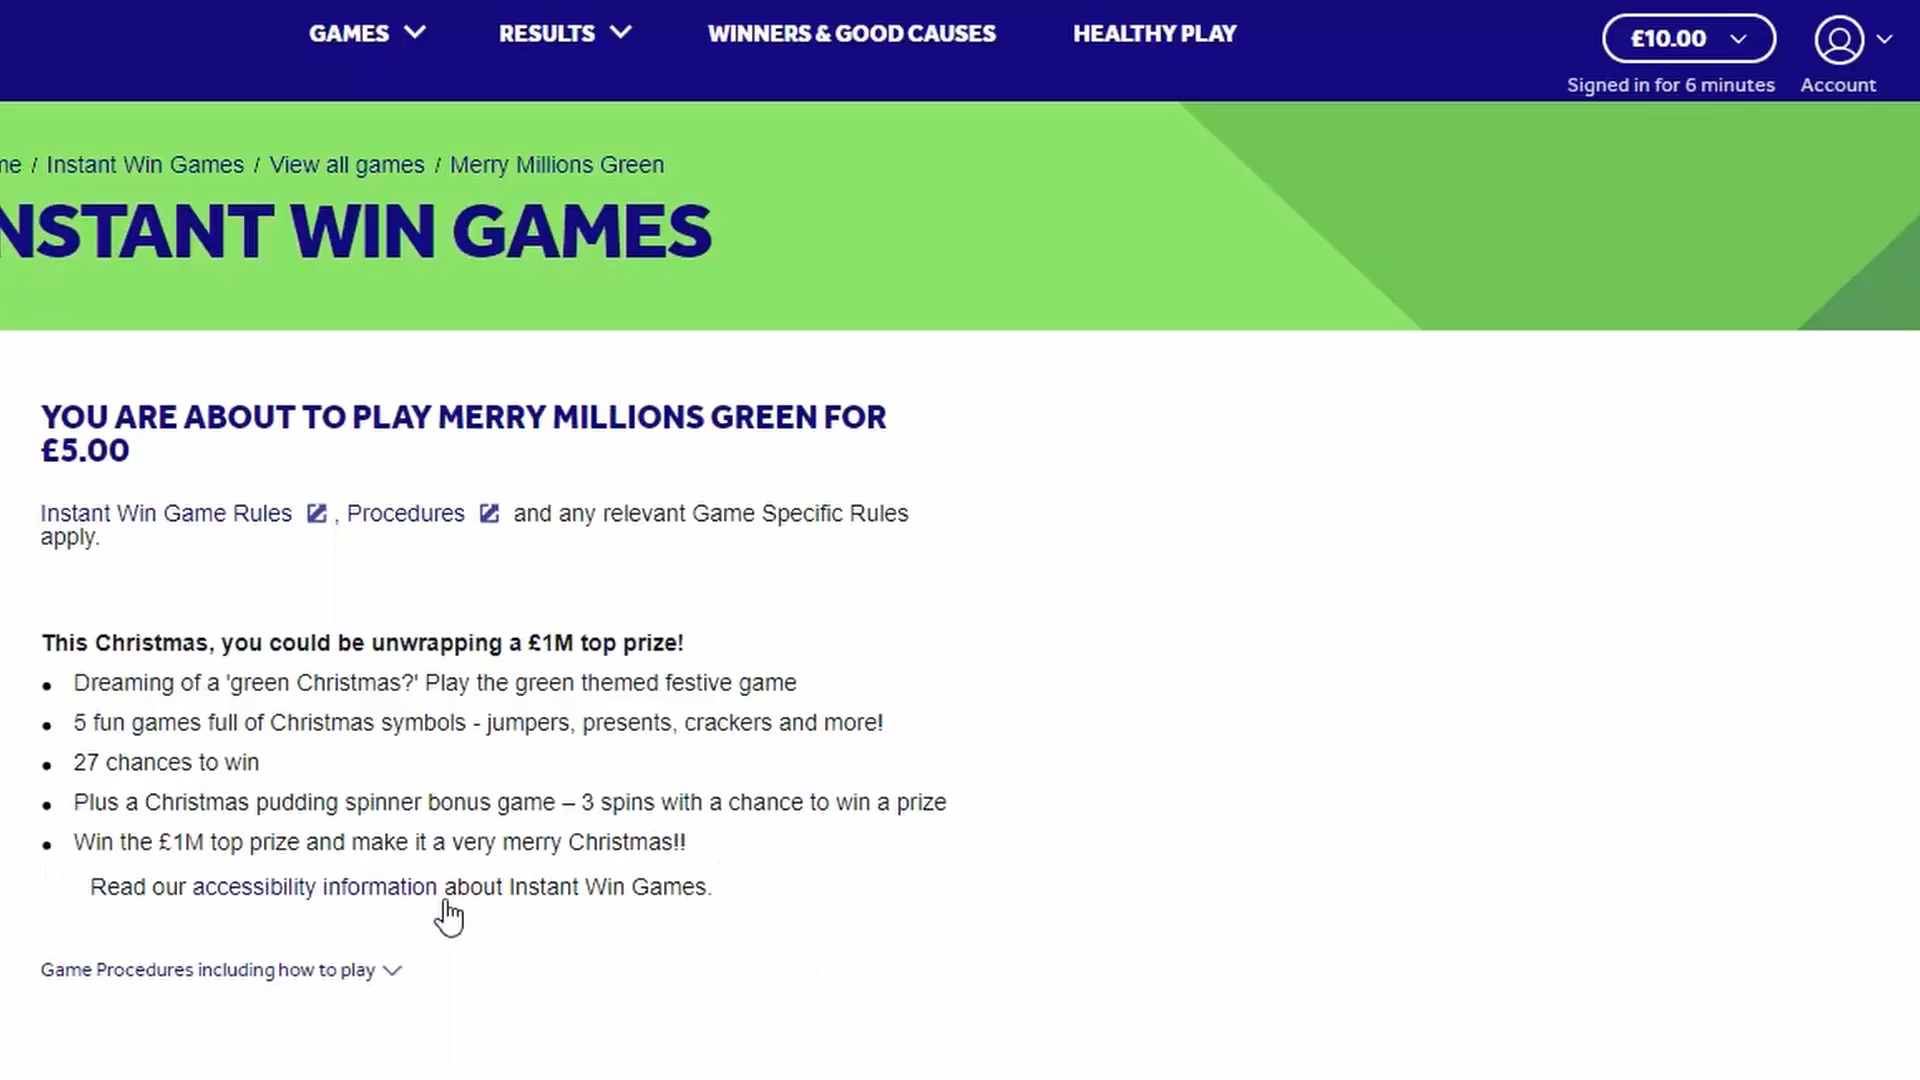 GAMES RESULTS WINNERS & GOOD CAUSES HEALTHY PLAY £10.00
Signed in for 6 minutes Account
me / Instant Win Games / View all games / Merry Millions Green
NSTANT WIN GAMES
YOU ARE ABOUT TO PLAY MERRY MILLIONS GREEN FOR
£5.00
Instant Win Game Rules , Procedures and any relevant Game Specific Rules
apply.
This Christmas, you could be unwrapping a £1M top prize!
• Dreaming of a 'green Christmas?' Play the green themed festive game
• 5 fun games full of Christmas symbols - jumpers, presents, crackers and more!
• 27 chances to win
• Plus a Christmas pudding spinner bonus game – 3 spins with a chance to win a prize
• Win the £1M top prize and make it a very merry Christmas!!
Read our accessibility information about Instant Win Games.
Game Procedures including how to play